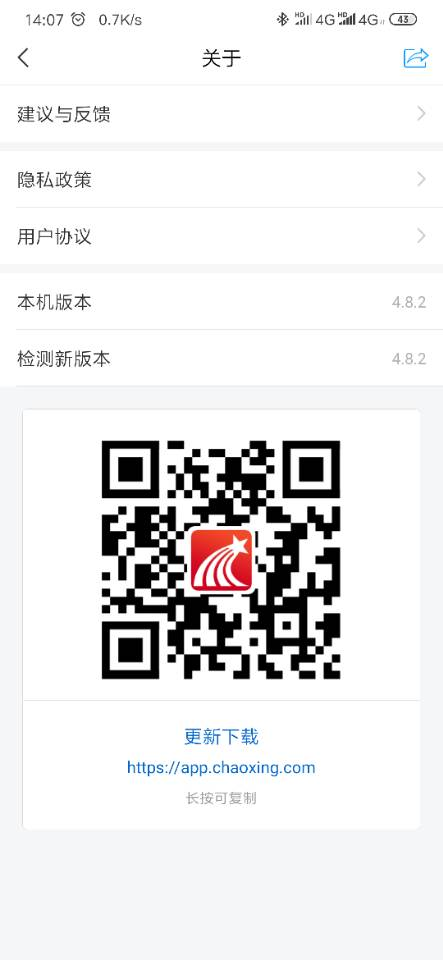 14:07 0.7K/s HD 4G HD 4G 43
关于
建议与反馈
隐私政策
用户协议
本机版本 4.8.2
检测新版本 4.8.2
更新下载
https://app.chaoxing.com
长按可复制